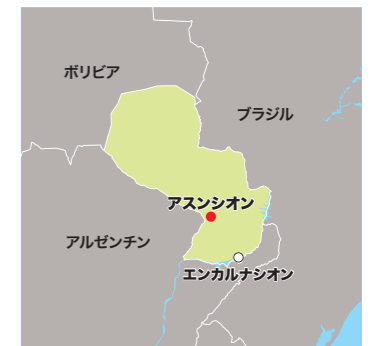 ボリビア
ブラジル
アスンシオン
アルゼンチン
エンカルナシオン